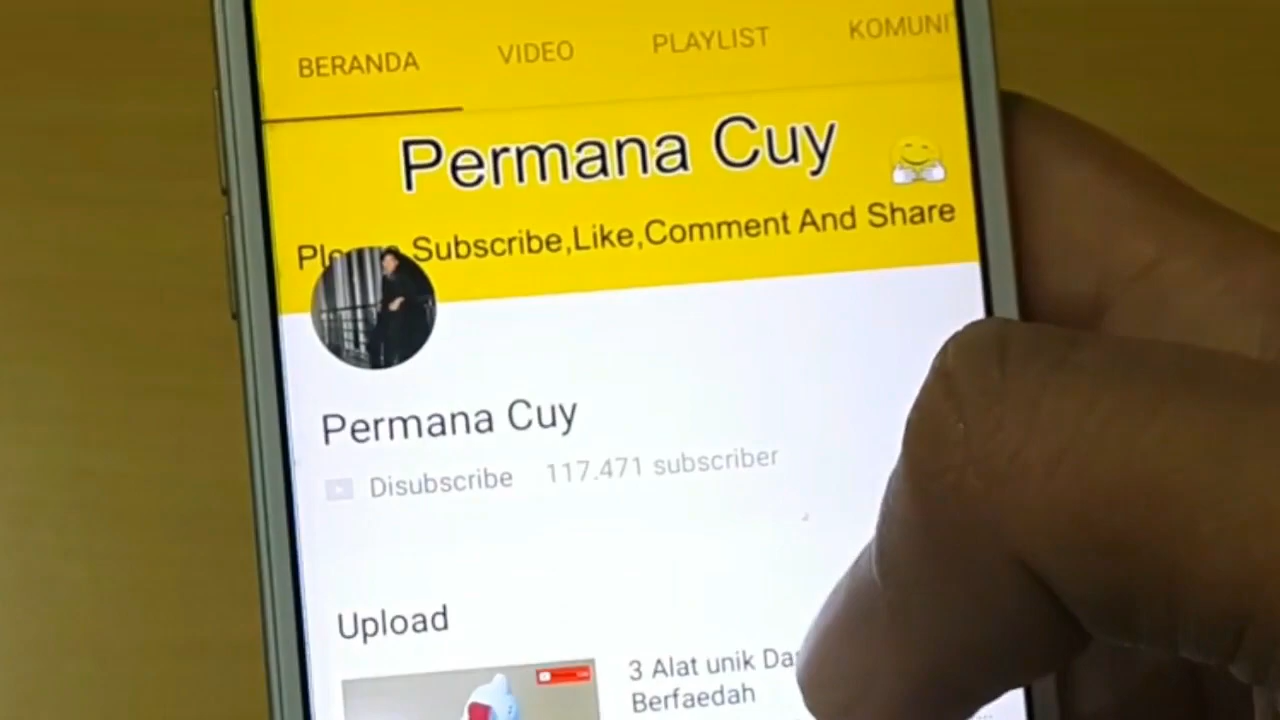 BERANDA VIDEO PLAYLIST
Permana Cuy
Subscribe,Like,Comment And Share
Permana Cuy
Disubscribe 117.471 subscriber
Upload
3 Alat unik
Berfaedah